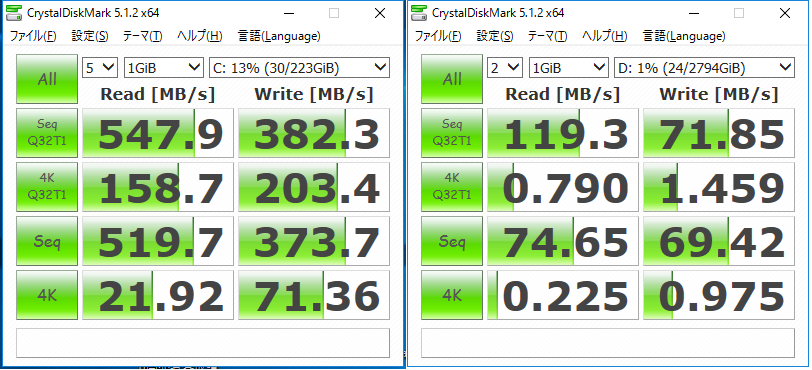 CrystalDiskMark 5.1.2 x64
ファイル(F) 設定(S) テーマ(T) ヘルプ(H) 言語(Language)
All 5 1GiB C: 13% (30/223GiB)
Read [MB/s] Write [MB/s]
Seq Q32T1 547.9 382.3
4K Q32T1 158.7 203.4
Seq 519.7 373.7
4K 21.92 71.36
CrystalDiskMark 5.1.2 x64
ファイル(F) 設定(S) テーマ(T) ヘルプ(H) 言語(Language)
All 2 1GiB D: 1% (24/2794GiB)
Read [MB/s] Write [MB/s]
Seq Q32T1 119.3 71.85
4K Q32T1 0.790 1.459
Seq 74.65 69.42
4K 0.225 0.975